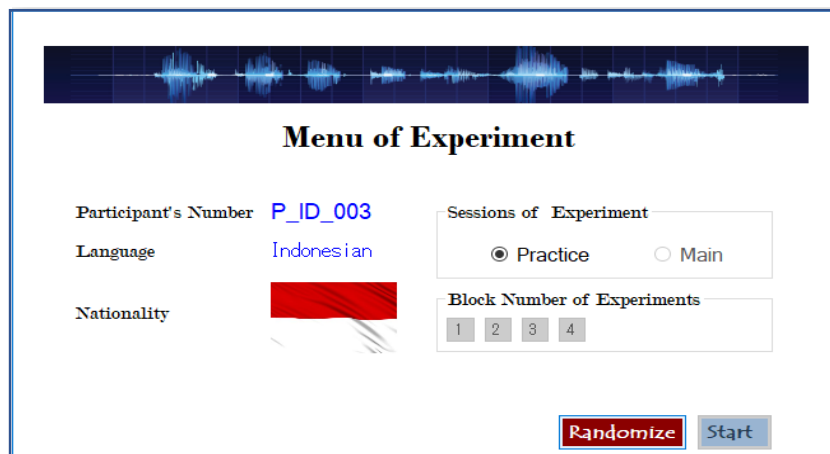 Menu of Experiment
Participant's Number P_ID_003
Language Indonesian
Nationality
Sessions of Experiment
Practice Main
Block Number of Experiments
1 2 3 4
Randomize Start